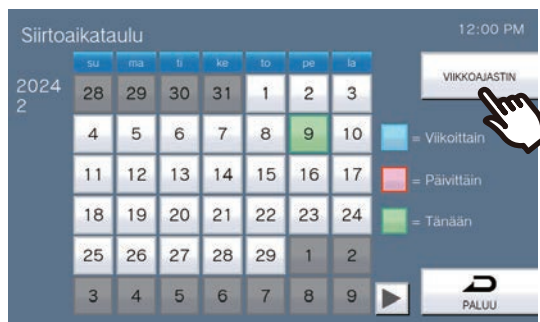 Siirtoaikataulu 12:00 PM
su ma ti ke to pe la
VIIKKOAJASTIN
2024
2
28 29 30 31 1 2 3
4 5 6 7 8 9 10
= Viikoittain
11 12 13 14 15 16 17
= Päivittäin
18 19 20 21 22 23 24
= Tänään
25 26 27 28 29 1 2
3 4 5 6 7 8 9
PALUU